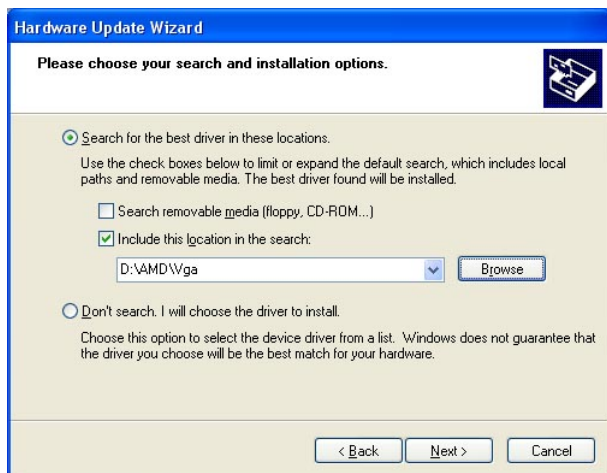 Hardware Update Wizard
Please choose your search and installation options.
Search for the best driver in these locations.
Use the check boxes below to limit or expand the default search, which includes local
paths and removable media. The best driver found will be installed.
Search removable media (floppy, CD-ROM...)
Include this location in the search:
D:\AMD\Vga
Browse
Don't search. I will choose the driver to install.
Choose this option to select the device driver from a list. Windows does not guarantee that
the driver you choose will be the best match for your hardware.
< Back
Next >
Cancel